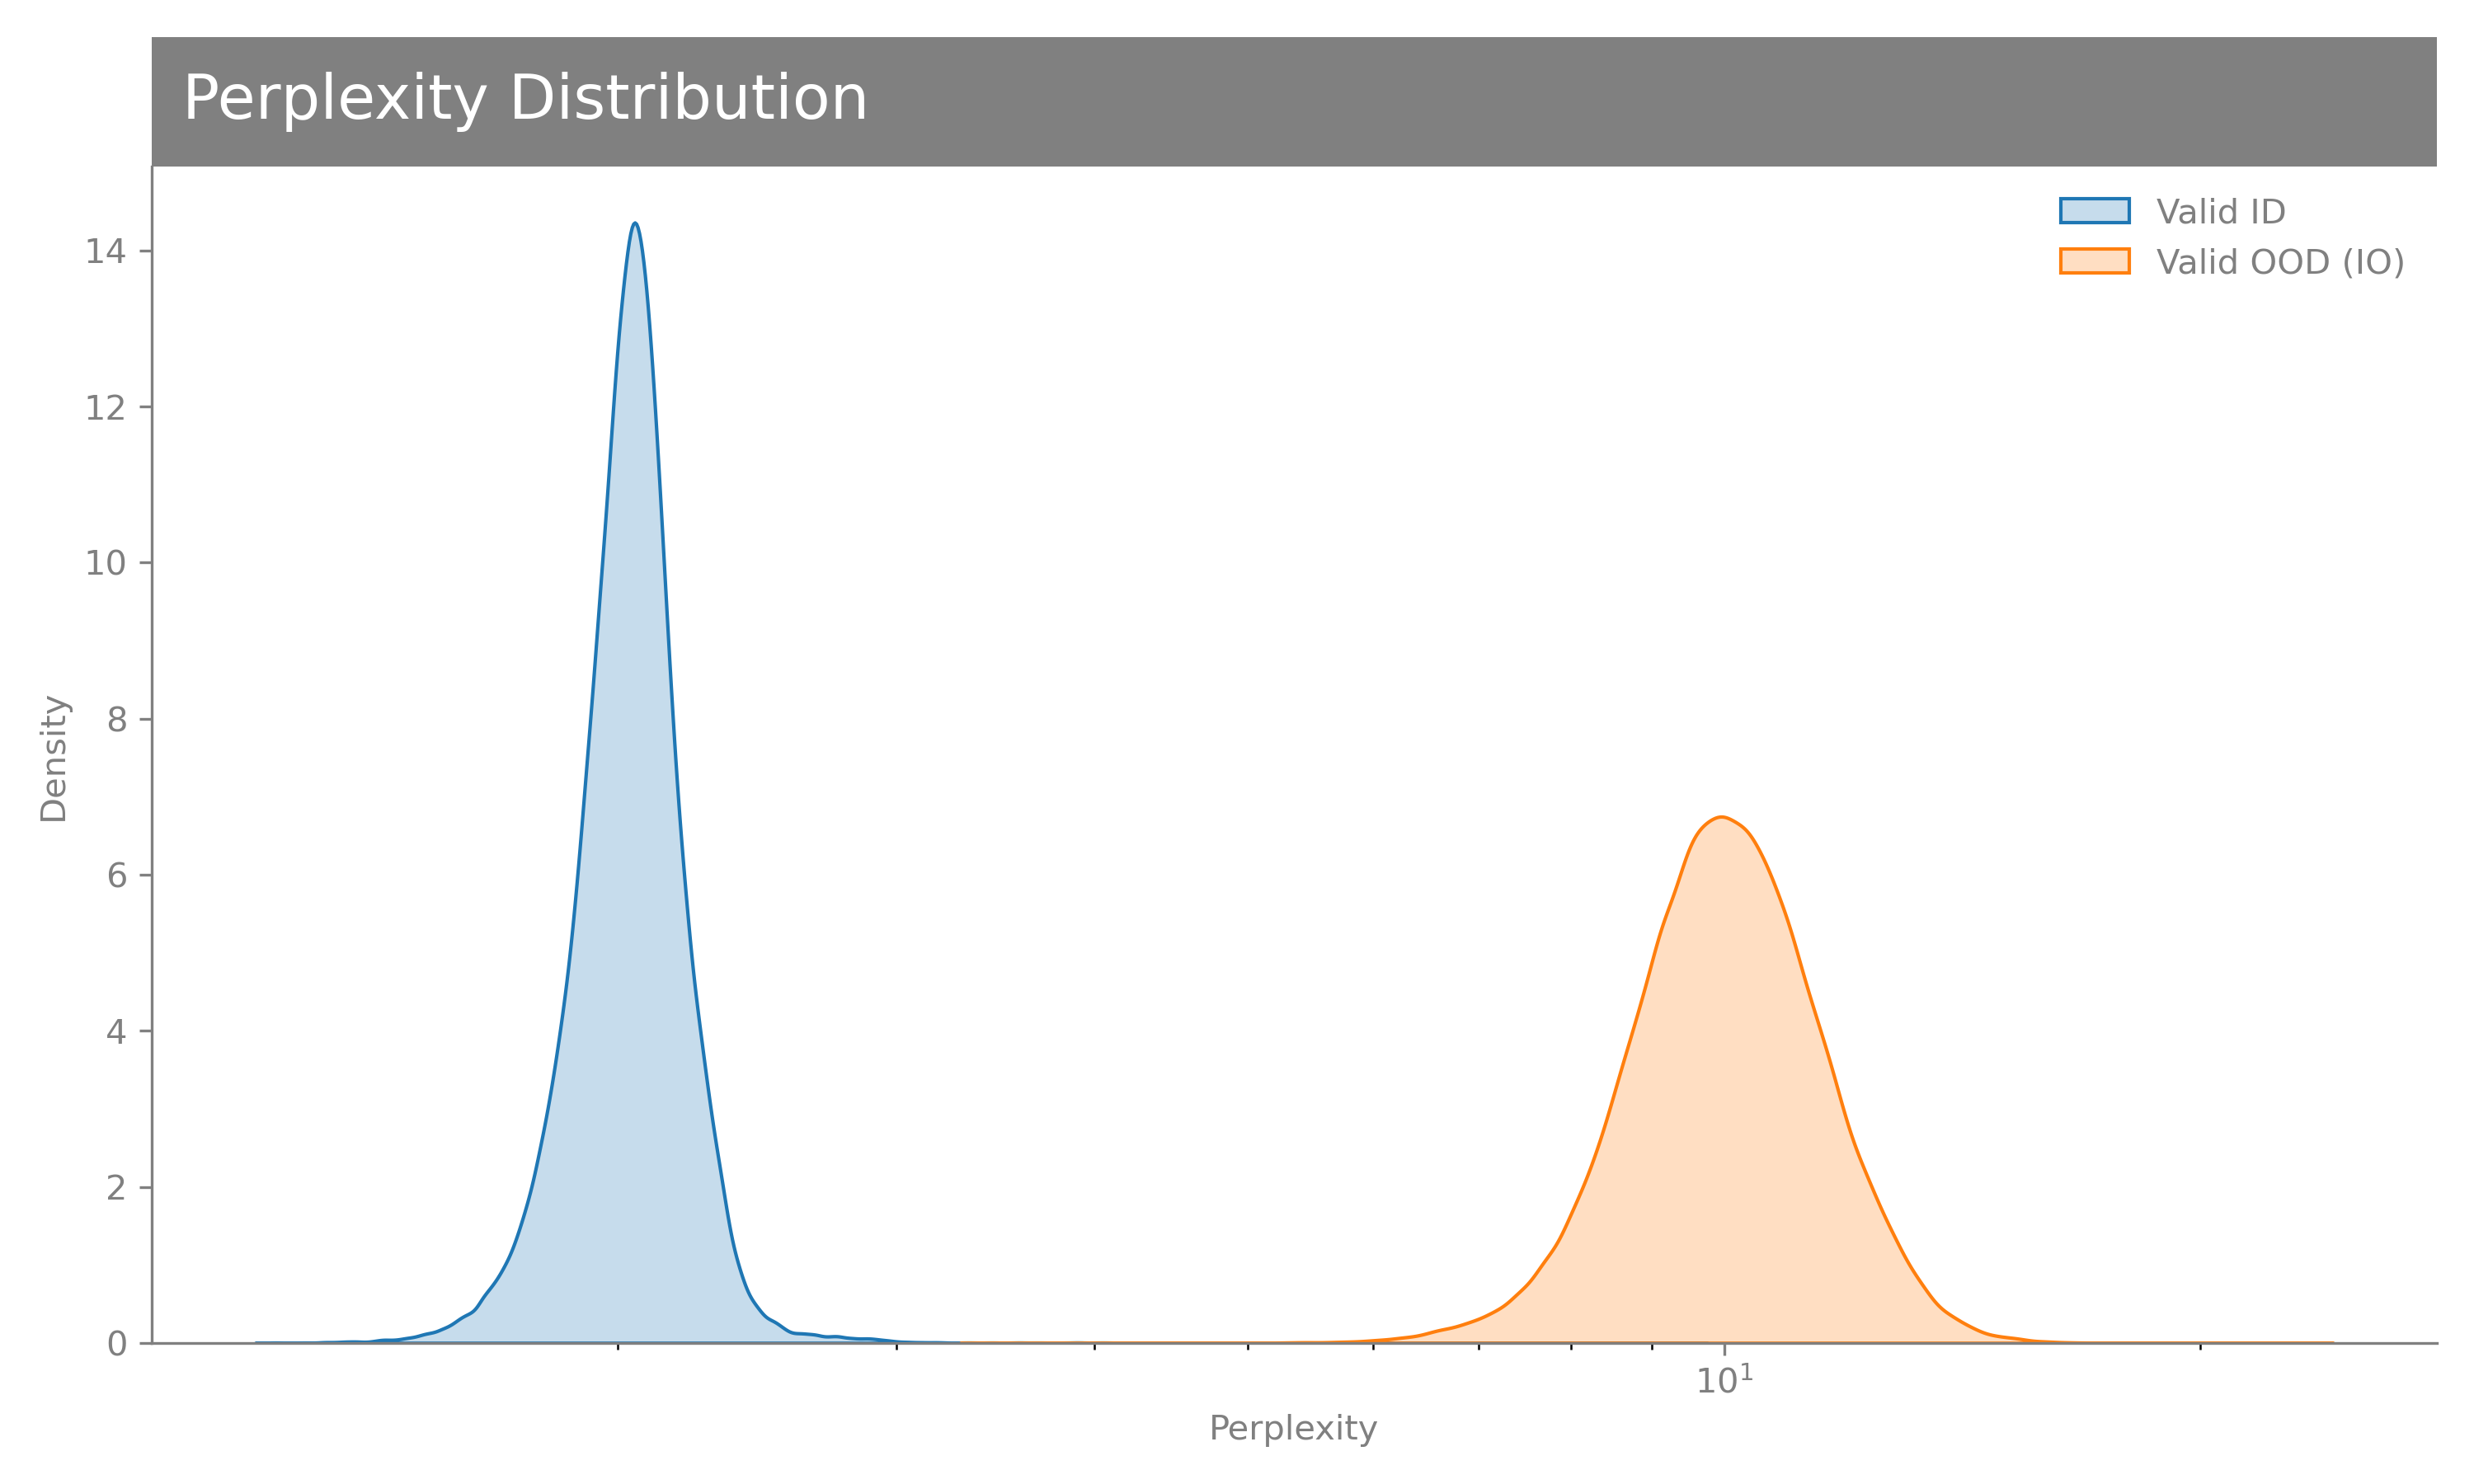 Perplexity Distribution
Valid ID
Valid OOD (IO)
14
12
10
8
6
4
2
0
Density
10¹
Perplexity